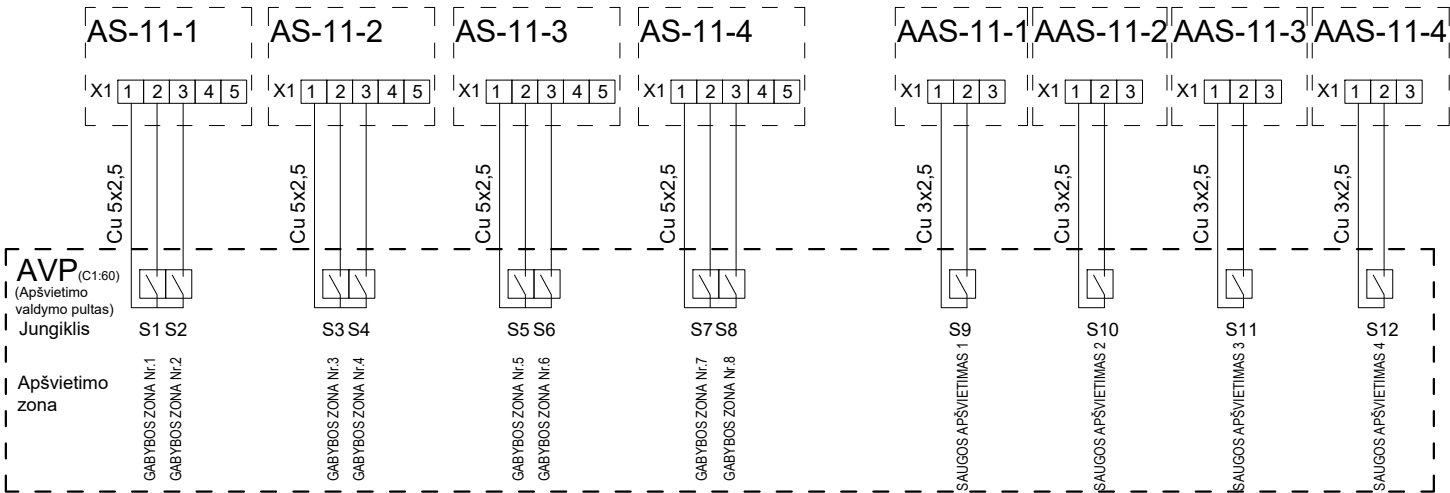 AS-11-1 AS-11-2 AS-11-3 AS-11-4 AAS-11-1 AAS-11-2 AAS-11-3 AAS-11-4
X1 1 2 3 4 5 X1 1 2 3 4 5 X1 1 2 3 4 5 X1 1 2 3 4 5 X1 1 2 3 X1 1 2 3 X1 1 2 3 X1 1 2 3
Cu 5x2,5
Cu 5x2,5
Cu 5x2,5
Cu 5x2,5
Cu 3x2,5
Cu 3x2,5
Cu 3x2,5
Cu 3x2,5
AVP (C1:60)
(Apšvietimo
valdymo pultas)
Jungiklis S1 S2 S3 S4 S5 S6 S7 S8 S9 S10 S11 S12
Apšvietimo
zona
GABYBOS ZONA Nr.1
GABYBOS ZONA Nr.2
GABYBOS ZONA Nr.3
GABYBOS ZONA Nr.4
GABYBOS ZONA Nr.5
GABYBOS ZONA Nr.6
GABYBOS ZONA Nr.7
GABYBOS ZONA Nr.8
SAUGOS APŠVIETIMAS 1
SAUGOS APŠVIETIMAS 2
SAUGOS APŠVIETIMAS 3
SAUGOS APŠVIETIMAS 4